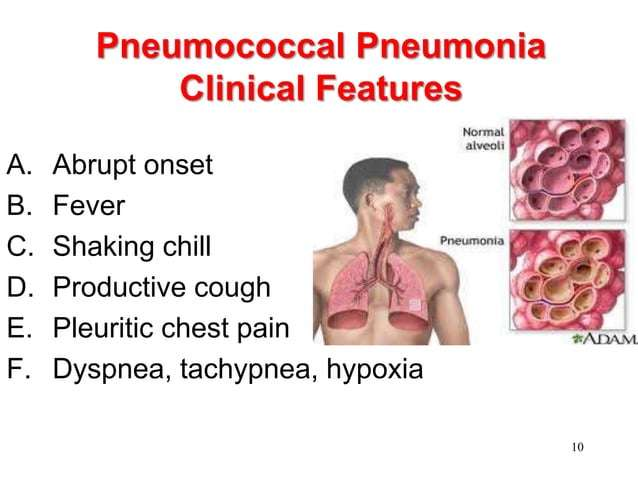 Pneumococcal Pneumonia
Clinical Features
A. Abrupt onset
B. Fever
C. Shaking chill
D. Productive cough
E. Pleuritic chest pain
F. Dyspnea, tachypnea, hypoxia
Normal
alveoli
Pneumonia
ADAM.
10